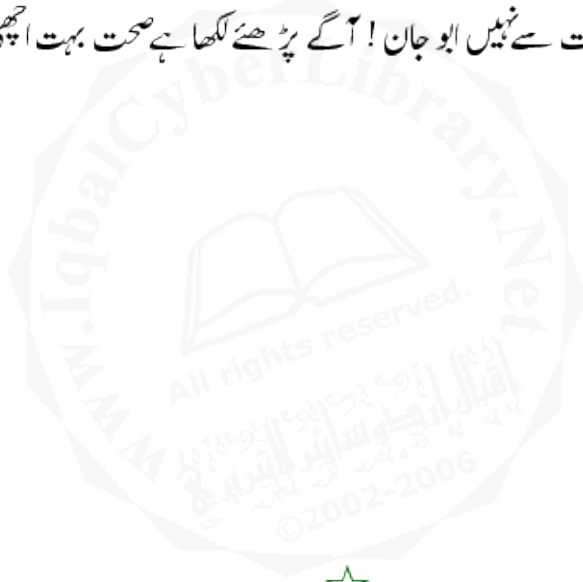 سے نہیں ابو جان ! آگے پڑھئے لکھا ہے صحت بہت
www.IqbalCyberLibrary.Net
All rights reserved.
©2002-2006